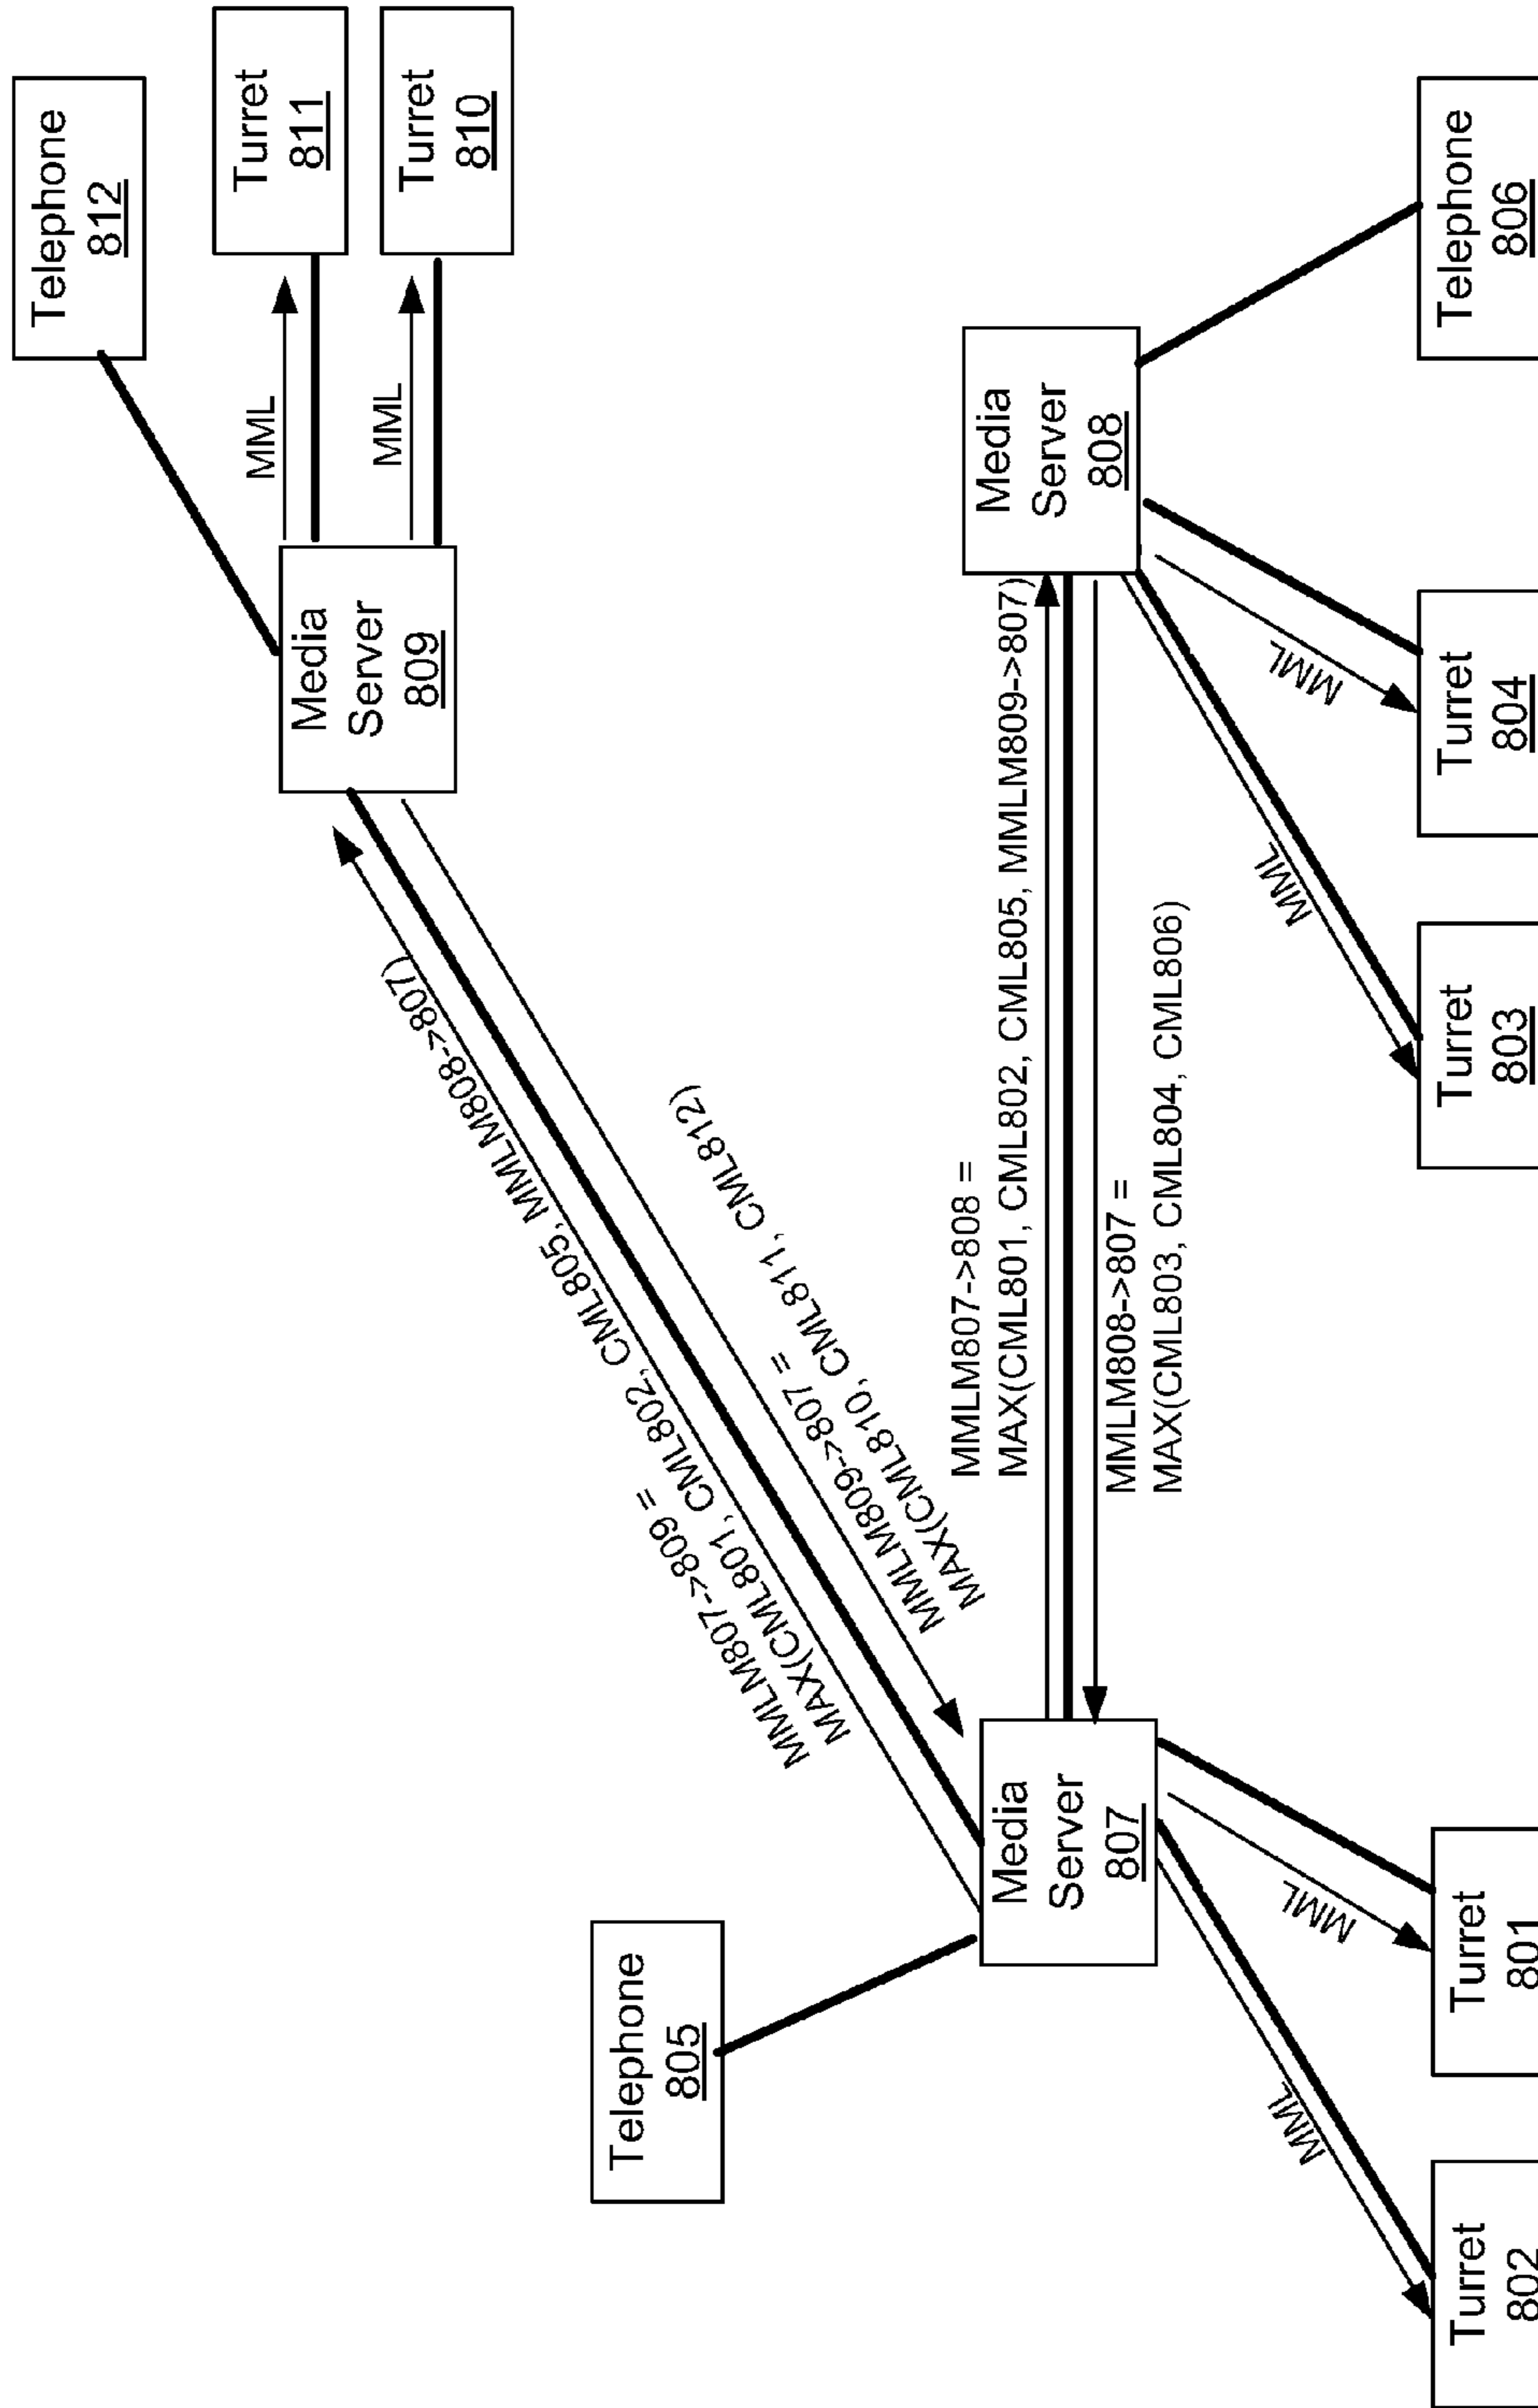 Telephone
812
Turret
811
Turret
810
MML
MML
Media
Server
809
MMLM807->809 =
MAX(CML801, CML802, CML805, MMLM808->807)
MMLM809->807 =
MAX(CML810, CML811, CML812)
Telephone
805
Media
Server
807
MMLM807->808 =
MAX(CML801, CML802, CML805, MMLM809->807)
MMLM808->807 =
MAX(CML803, CML804, CML806)
Media
Server
808
MML
MML
MML
MML
Turret
802
Turret
801
Turret
803
Turret
804
Telephone
806